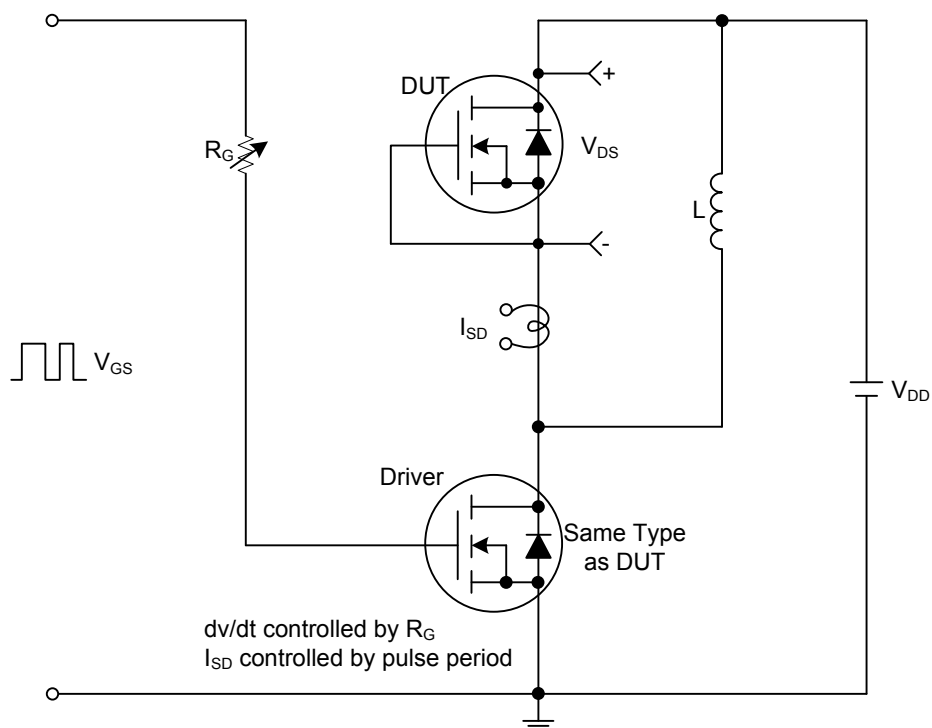 DUT
+
R_G
V_DS
L
-
I_SD
V_GS
V_DD
Driver
Same Type
as DUT
dv/dt controlled by R_G
I_SD controlled by pulse period